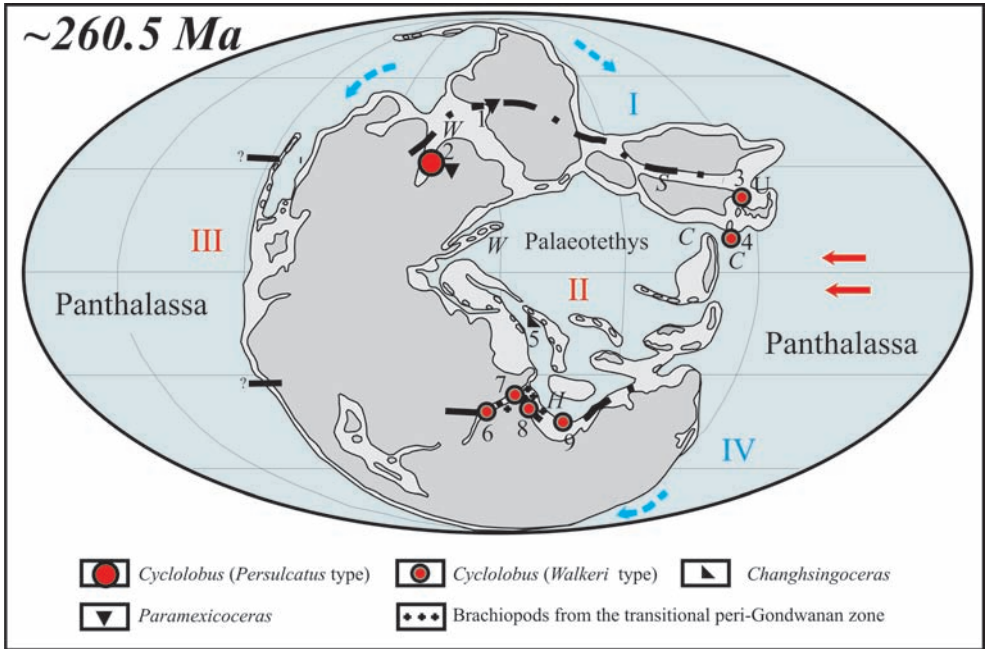 ~260.5 Ma
I
1
W
2
?
S
3
U
III
W
Palaeotethys
C
4
C
II
Panthalassa
5
Panthalassa
?
7
H
6
8
9
IV
Cyclolobus (Persulcatus type)
Cyclolobus (Walkeri type)
Changhsingoceras
Paramexicoceras
Brachiopods from the transitional peri-Gondwanan zone